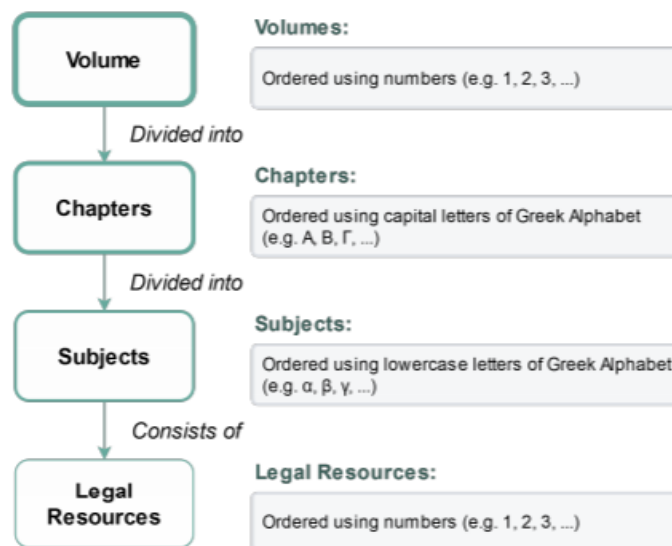 Volume
Volumes:
Ordered using numbers (e.g. 1, 2, 3, ...)
Divided into
Chapters
Chapters:
Ordered using capital letters of Greek Alphabet
(e.g. Α, Β, Γ, ...)
Divided into
Subjects
Subjects:
Ordered using lowercase letters of Greek Alphabet
(e.g. α, β, γ, ...)
Consists of
Legal
Resources
Legal Resources:
Ordered using numbers (e.g. 1, 2, 3, ...)